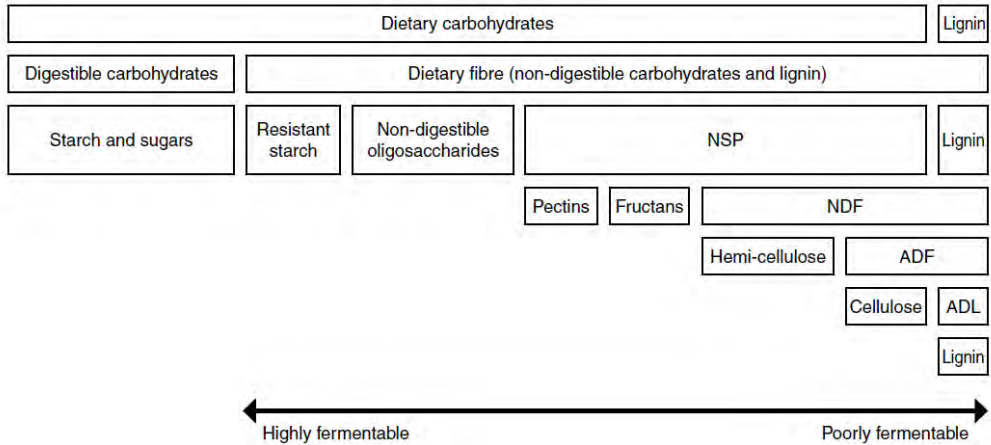 Dietary carbohydrates
Lignin
Digestible carbohydrates
Dietary fibre (non-digestible carbohydrates and lignin)
Starch and sugars
Resistant
starch
Non-digestible
oligosaccharides
NSP
Lignin
Pectins
Fructans
NDF
Hemi-cellulose
ADF
Cellulose
ADL
Lignin
Highly fermentable
Poorly fermentable